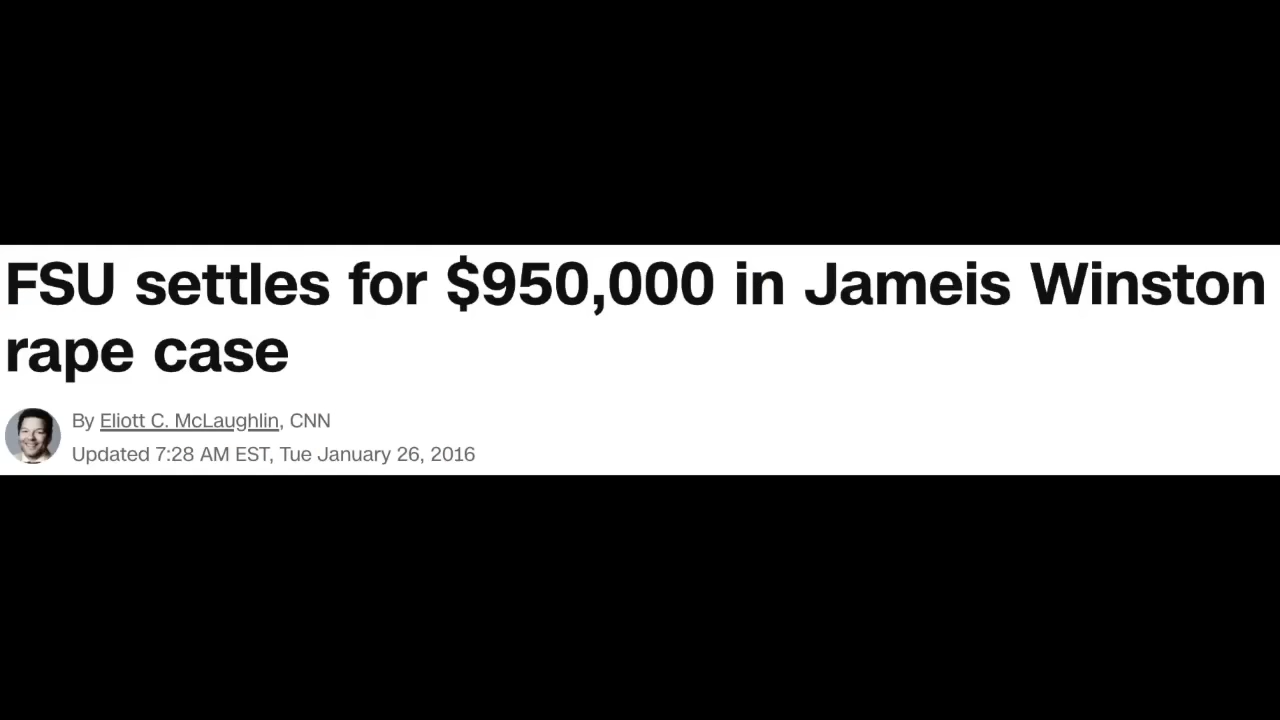 FSU settles for $950,000 in Jameis Winston
rape case
By Eliott C. McLaughlin, CNN
Updated 7:28 AM EST, Tue January 26, 2016